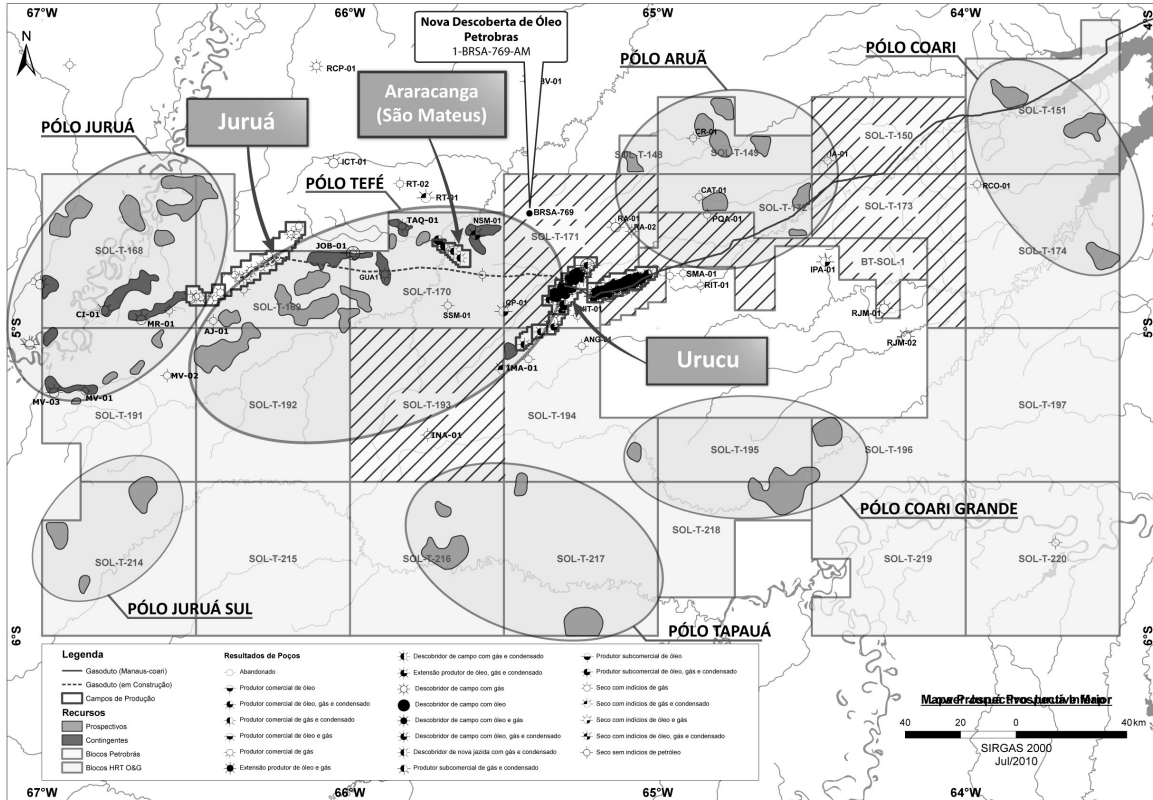 67°W
66°W
65°W
64°W
4°S
N
Nova Descoberta de Óleo
Petrobras
1-BRSA-769-AM
PÓLO COARI
PÓLO ARUÃ
RCP-01
BV-01
Araracanga
(São Mateus)
Juruá
PÓLO JURUÁ
SOL-T-151
CR-01
SOL-T-150
SOL-T-148
SOL-T-149
IA-01
ICT-01
PÓLO TEFÉ
RT-02
RT-01
RCO-01
CAT-01
SOL-T-172
SOL-T-173
BRSA-769
TAQ-01
NSM-01
RA-01
RA-02
PQA-01
SOL-T-171
SOL-T-168
JOB-01
SOL-T-174
BT-SOL-1
IPA-01
GUA1
SMA-01
RIT-01
SOL-T-170
SOL-T-169
CP-01
SSM-01
CI-01
MR-01
AJ-01
RJM-01
5°S
5°S
ANG-01
RJM-02
Urucu
IMA-01
MV-02
MV-03
MV-01
SOL-T-191
SOL-T-192
SOL-T-193
SOL-T-194
SOL-T-197
INA-01
SOL-T-195
SOL-T-196
PÓLO COARI GRANDE
SOL-T-218
SOL-T-214
SOL-T-215
SOL-T-216
SOL-T-217
SOL-T-219
SOL-T-220
PÓLO JURUÁ SUL
PÓLO TAPAUÁ
6°S
6°S
Legenda
Gasoduto (Manaus-coari)
Gasoduto (em Construção)
Campos de Produção
Recursos
Prospectivos
Contingentes
Blocos Petrobrás
Blocos HRT O&G
Resultados de Poços
Abandonado
Produtor comercial de óleo
Produtor comercial de óleo, gás e condensado
Produtor comercial de gás e condensado
Produtor comercial de óleo e gás
Produtor comercial de gás
Extensão produtor de óleo e gás
Descobridor de campo com gás e condensado
Extensão produtor de óleo, gás e condensado
Descobridor de campo com gás
Descobridor de campo com óleo
Descobridor de campo com óleo e gás
Descobridor de campo com óleo, gás e condensado
Descobridor de nova jazida com gás e condensado
Produtor subcomercial de gás e condensado
Produtor subcomercial de óleo
Produtor subcomercial de óleo, gás e condensado
Seco com indícios de gás
Seco com indícios de gás e condensado
Seco com indícios de óleo e gás
Seco com indícios de óleo, gás e condensado
Seco sem indícios de petróleo
40 20 0 40 km
SIRGAS 2000
Jul/2010
67°W
66°W
65°W
64°W